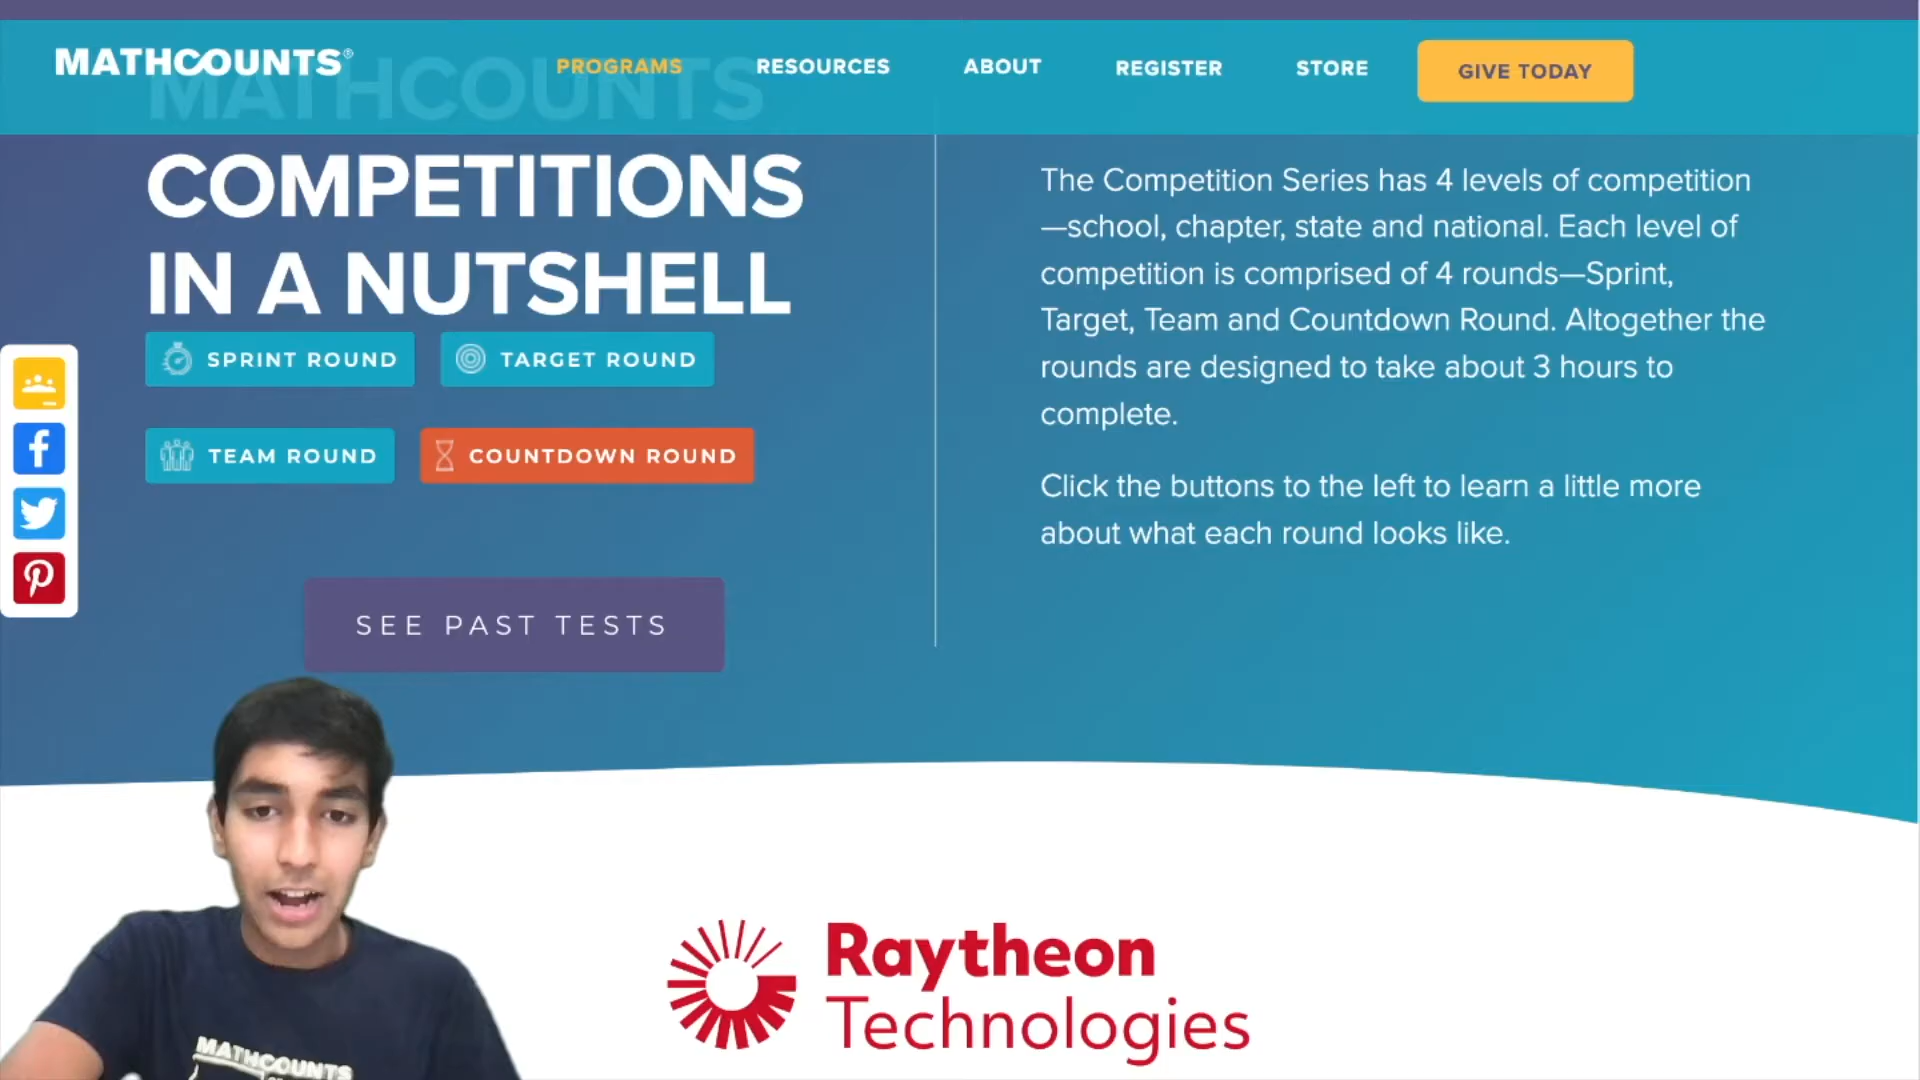 MATHCOUNTS®
PROGRAMS
RESOURCES
ABOUT
REGISTER
STORE
GIVE TODAY
MATHCOUNTS
COMPETITIONS
IN A NUTSHELL
SPRINT ROUND
TARGET ROUND
TEAM ROUND
COUNTDOWN ROUND
SEE PAST TESTS
The Competition Series has 4 levels of competition
—school, chapter, state and national. Each level of
competition is comprised of 4 rounds—Sprint,
Target, Team and Countdown Round. Altogether the
rounds are designed to take about 3 hours to
complete.
Click the buttons to the left to learn a little more
about what each round looks like.
Raytheon
Technologies
MATHCOUNTS